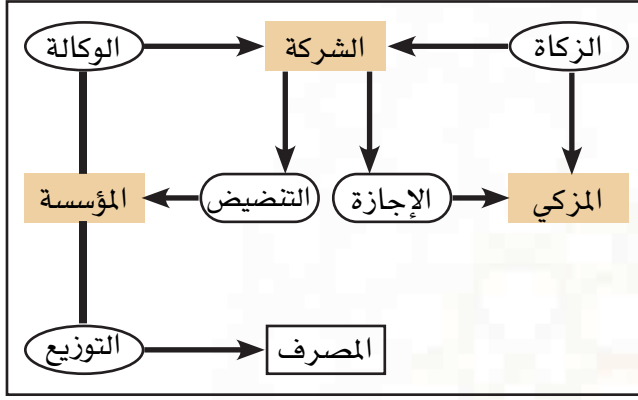 الزكاة
الشركة
الوكالة
المزكي
الإجازة
التنضيض
المؤسسة
المصرف
التوزيع